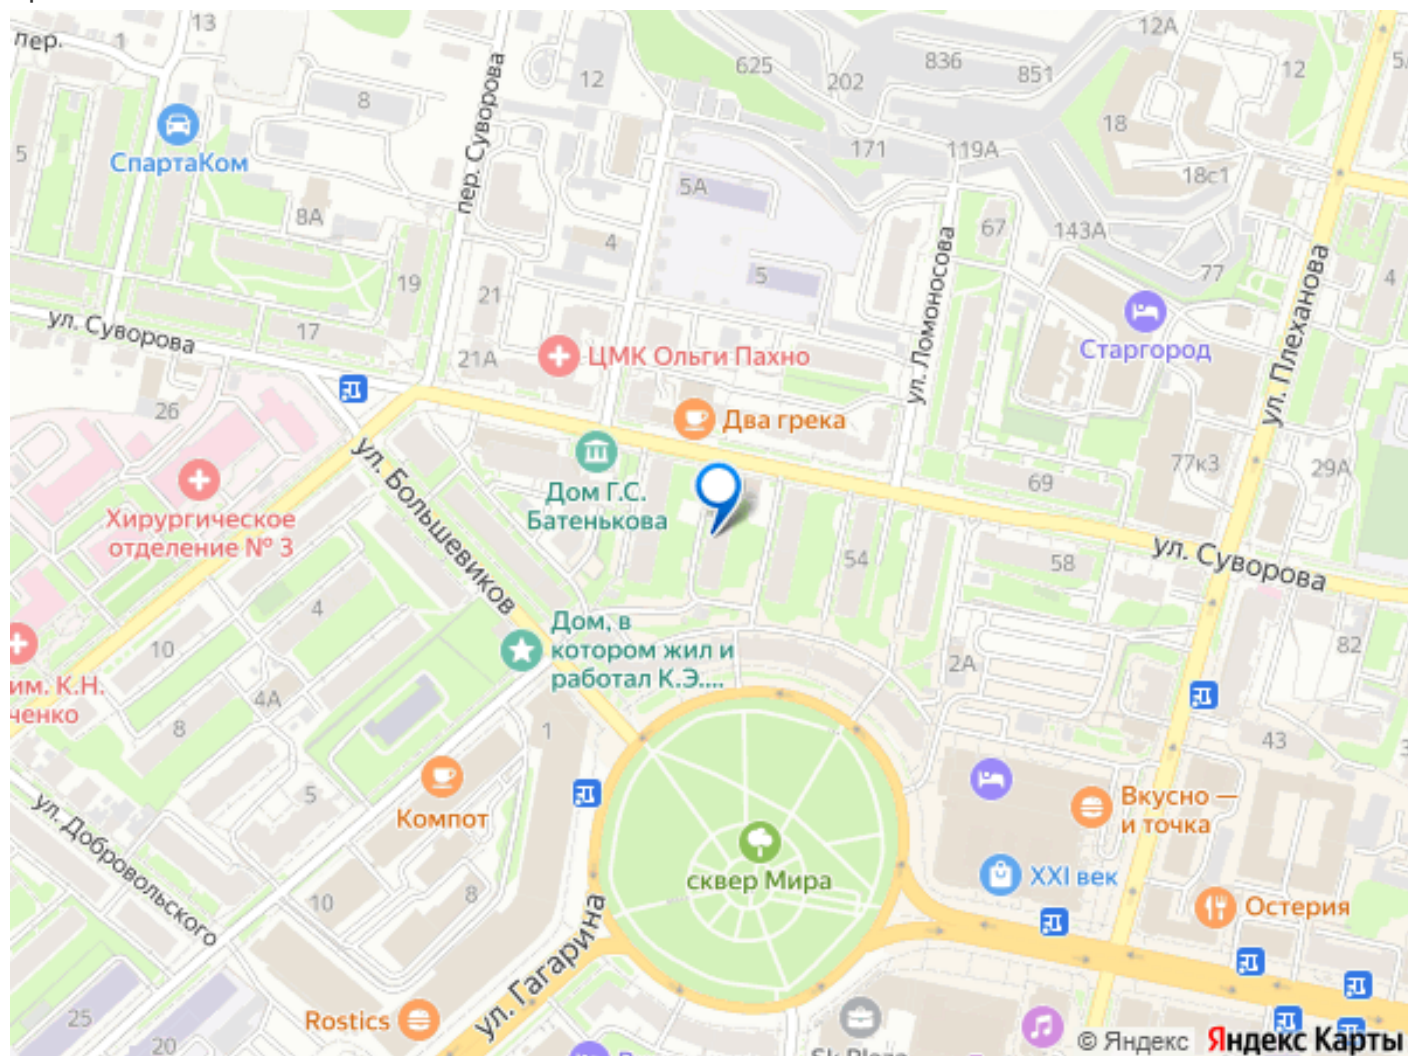 пер.
1
13
12А
5
8
пер. Суворова
12
625
202
836
851
12
СпартаКом
171
119А
18
18с1
5А
8А
4
67
143А
77
ул. Плеханова
4
19
21
5
ул. Ломоносова
Старгород
ул. Суворова
17
21А
ЦМК Ольги Пахно
26
Два грека
77к3
29А
69
Дом Г.С.
Батенькова
Хирургическое
отделение № 3
ул. Большевиков
54
58
ул. Суворова
4
10
Дом, в
котором жил и
работал К.Э....
2А
82
им. К.Н.
ченко
4А
8
1
43
5
Компот
Вкусно —
и точка
ул. Добровольского
сквер Мира
XXI век
10
8
Остерия
ул. Гагарина
25
20
Rostics
Sk Plaza
© Яндекс Яндекс Карты